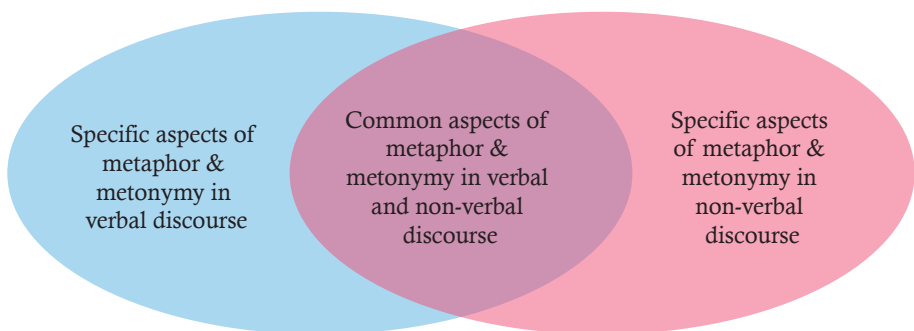 Specific aspects of
metaphor &
metonymy in
verbal discourse
Common aspects of
metaphor &
metonymy in verbal
and non-verbal
discourse
Specific aspects
of metaphor &
metonymy in
non-verbal
discourse